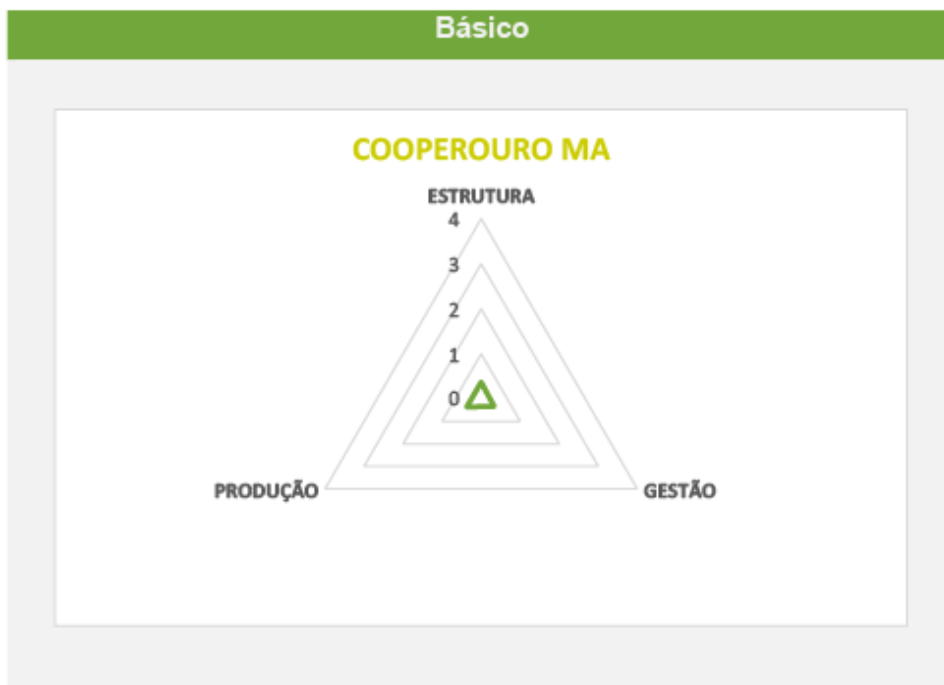 Básico
COOPEROURO MA
ESTRUTURA
4
3
2
1
0
PRODUÇÃO
GESTÃO